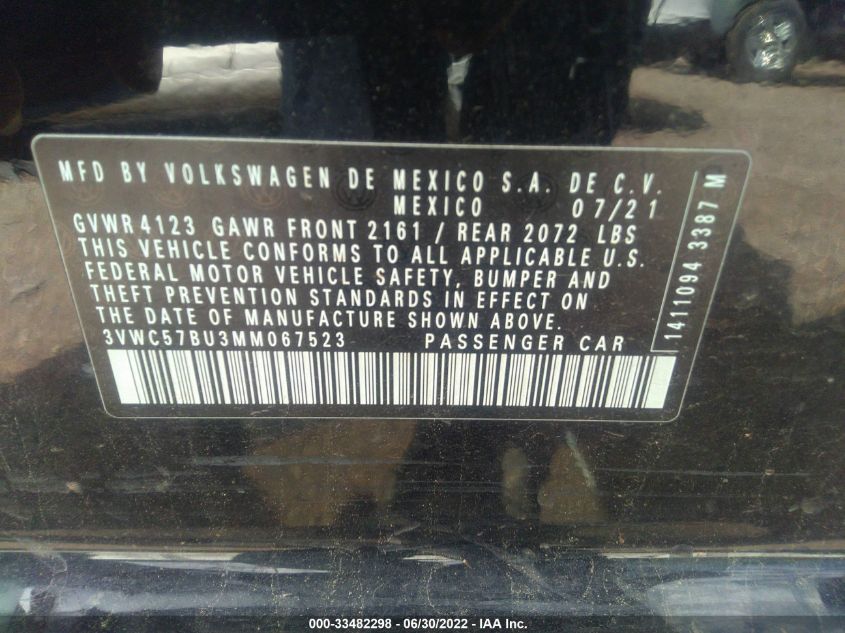 MFD BY VOLKSWAGEN DE MEXICO S.A. DE C.V.
MEXICO 07/21
GVWR 4123 GAWR FRONT 2161 / REAR 2072 LBS
THIS VEHICLE CONFORMS TO ALL APPLICABLE U.S.
FEDERAL MOTOR VEHICLE SAFETY, BUMPER AND
THEFT PREVENTION STANDARDS IN EFFECT ON
THE DATE OF MANUFACTURE SHOWN ABOVE.
3VWC57BU3MM067523 PASSENGER CAR
1411094 3387 M
000-33482298 - 06/30/2022 - IAA Inc.